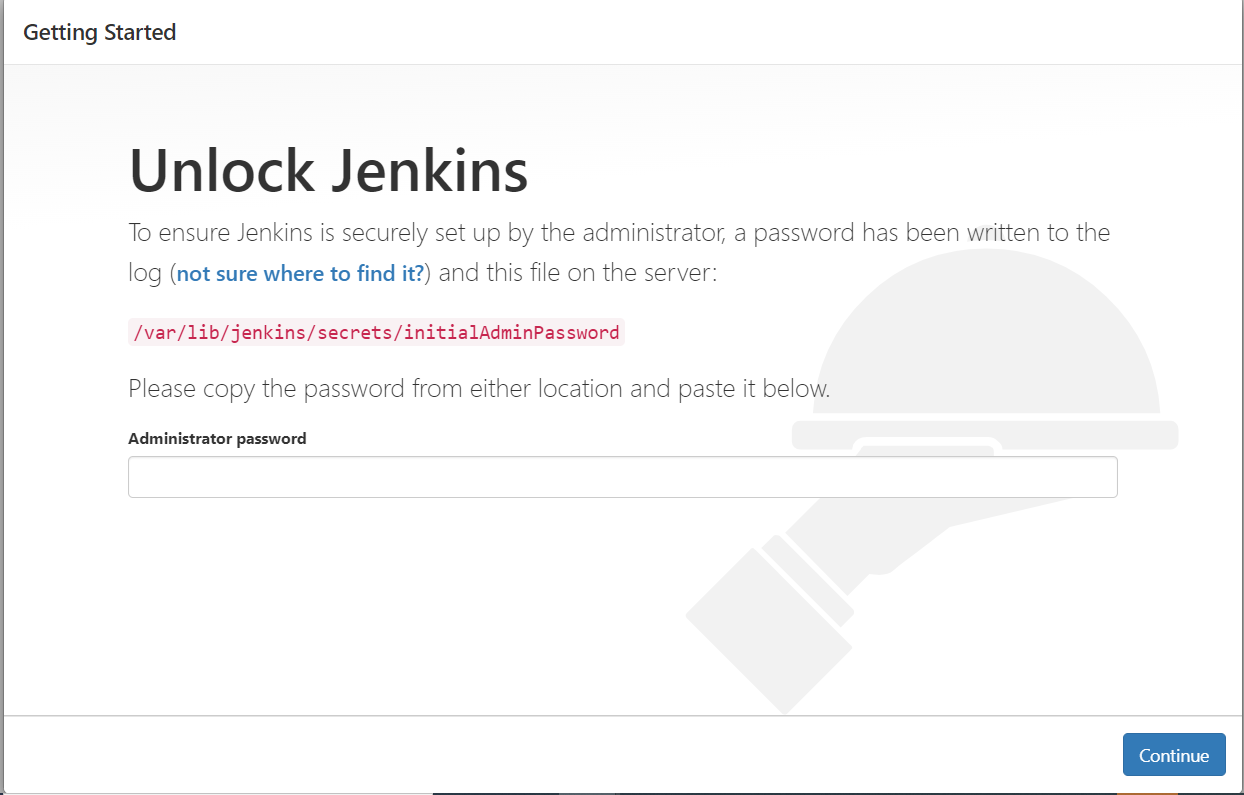 Getting Started
Unlock Jenkins
To ensure Jenkins is securely set up by the administrator, a password has been written to the
log (not sure where to find it?) and this file on the server:
/var/lib/jenkins/secrets/initialAdminPassword
Please copy the password from either location and paste it below.
Administrator password
Continue